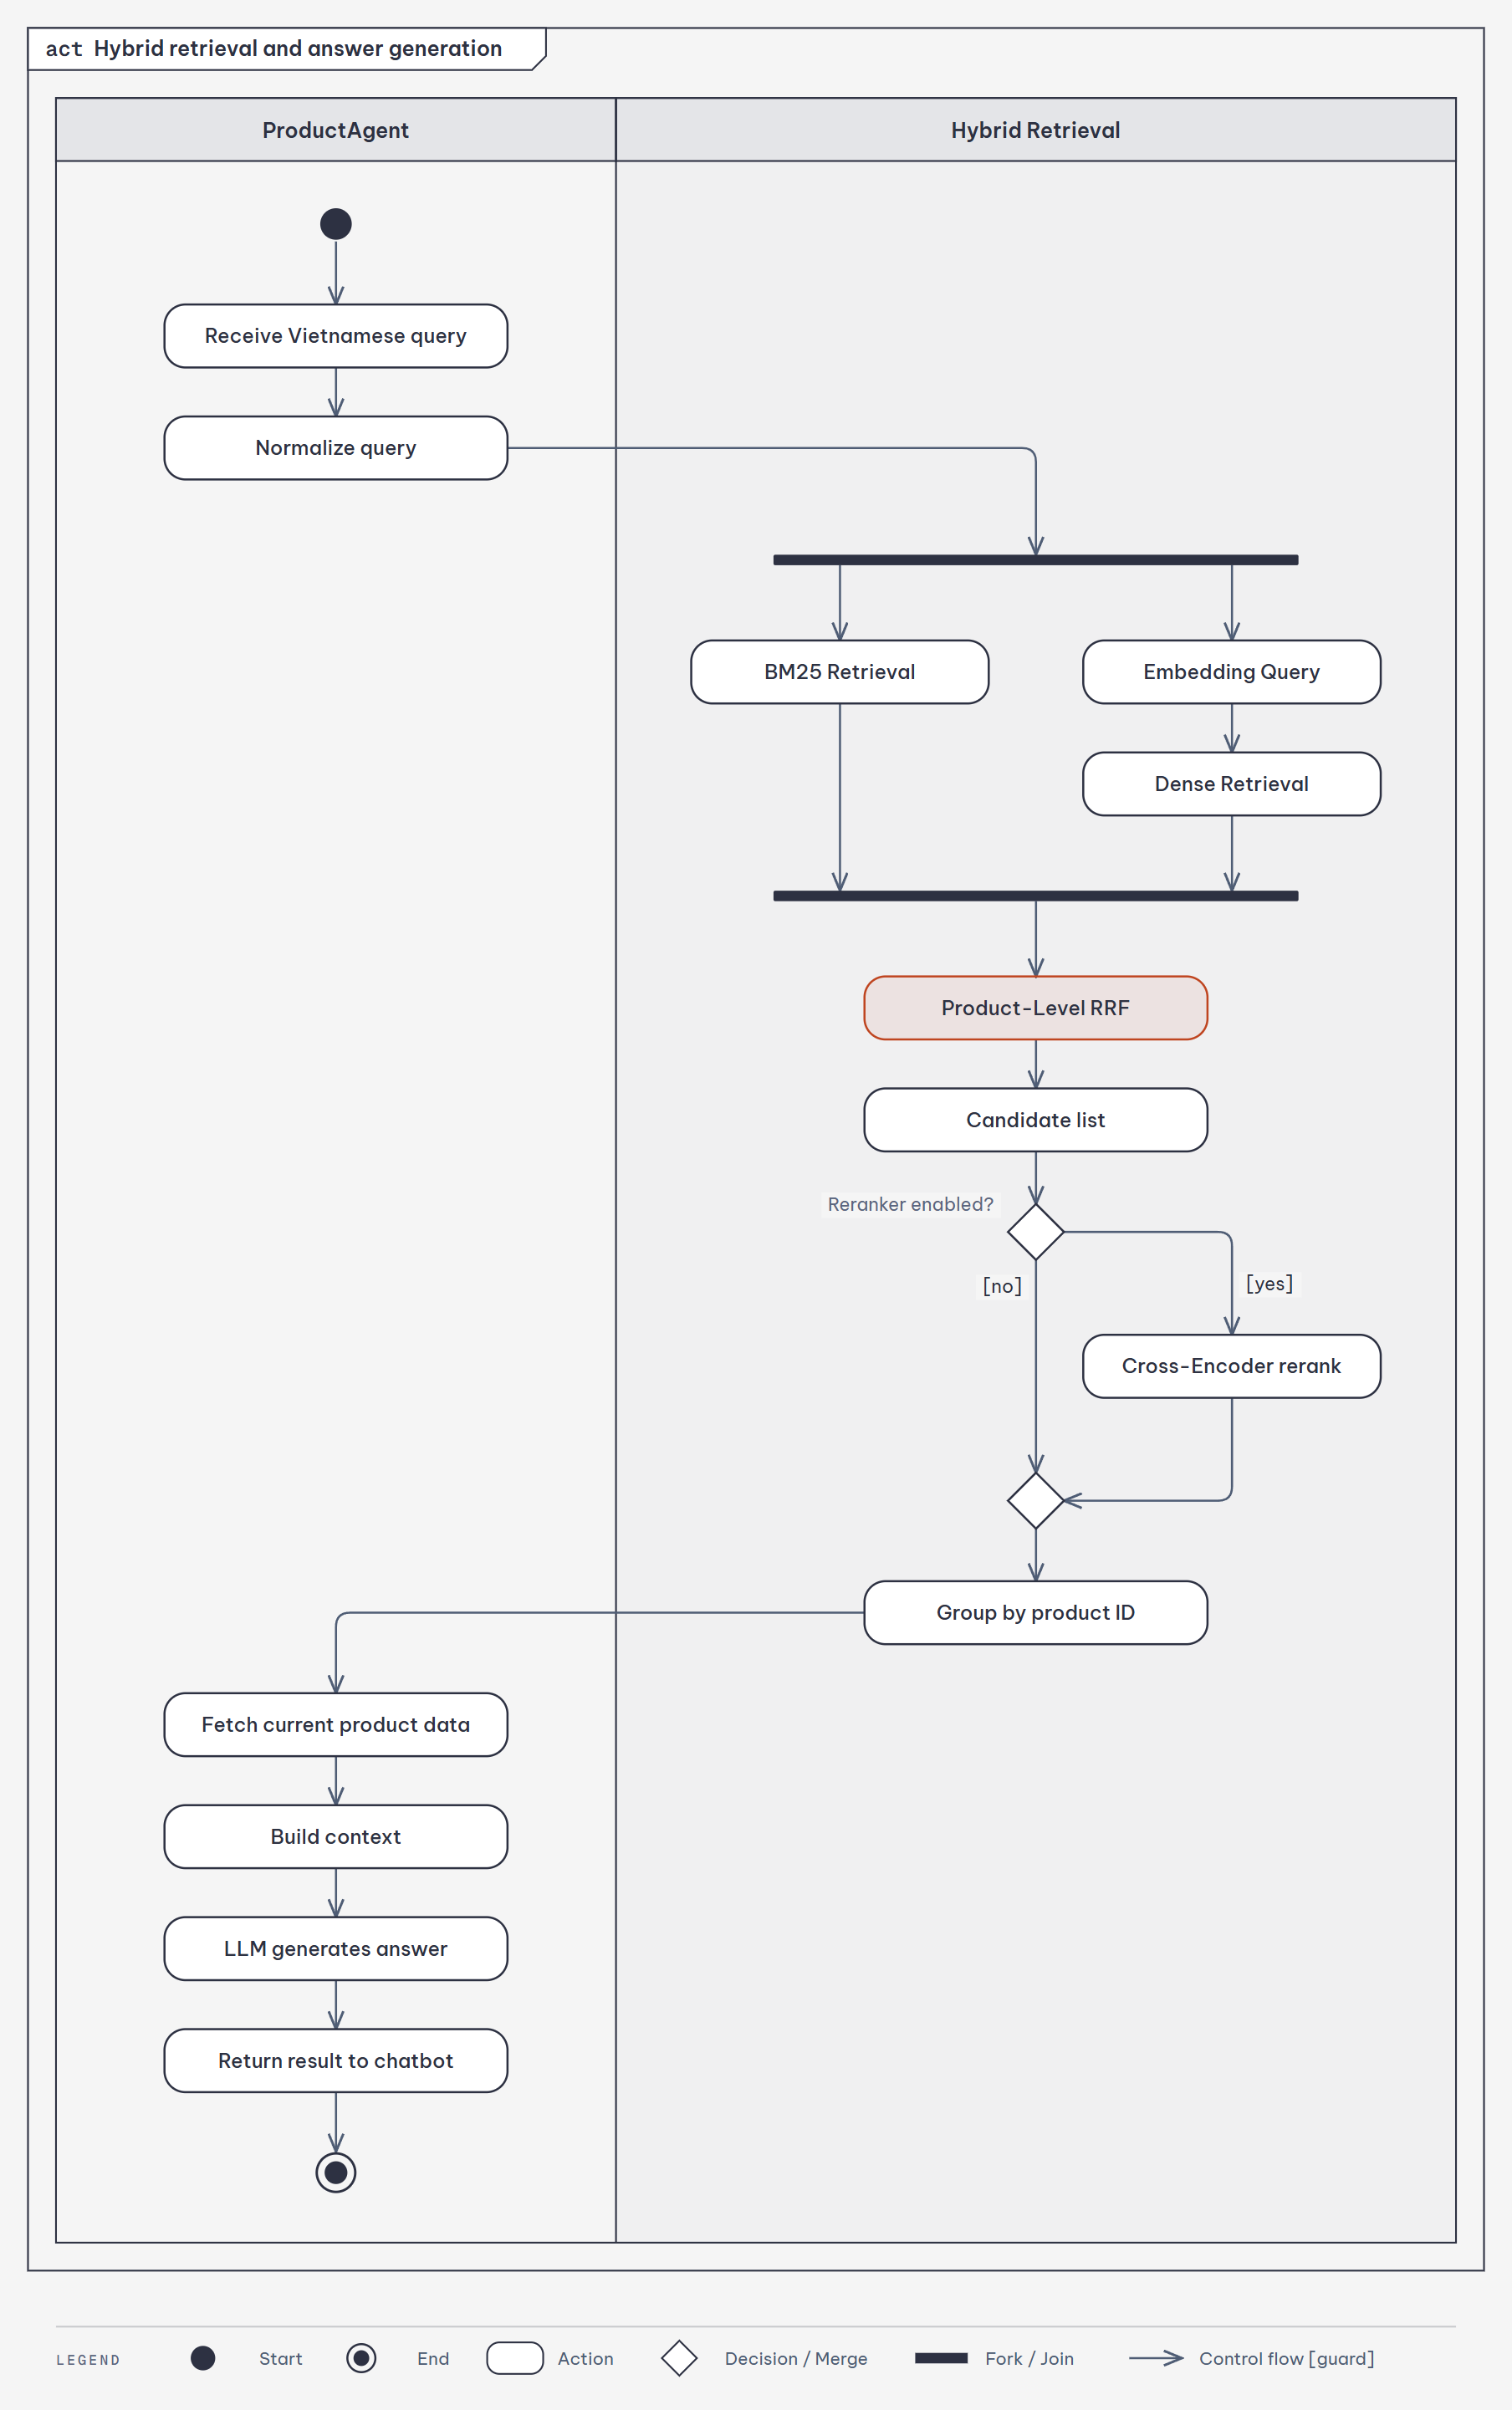 act Hybrid retrieval and answer generation
ProductAgent
Hybrid Retrieval
Receive Vietnamese query
Normalize query
BM25 Retrieval
Embedding Query
Dense Retrieval
Product-Level RRF
Candidate list
Reranker enabled?
[no]
[yes]
Cross-Encoder rerank
Group by product ID
Fetch current product data
Build context
LLM generates answer
Return result to chatbot
LEGEND
Start
End
Action
Decision / Merge
Fork / Join
Control flow [guard]